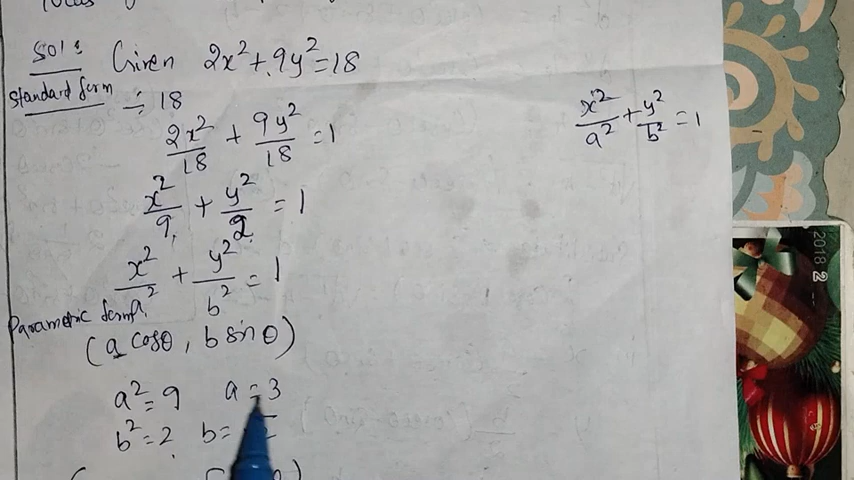 Sol: Given 2x²+9y²=18
Standard form ÷ 18
2x²/18 + 9y²/18 = 1
x²/a² + y²/b² = 1
x²/9 + y²/2 = 1
x²/a² + y²/b² = 1
Parametric form
(a cosθ, b sinθ)
a²=9 a=3
b²=2 b=
2018 2